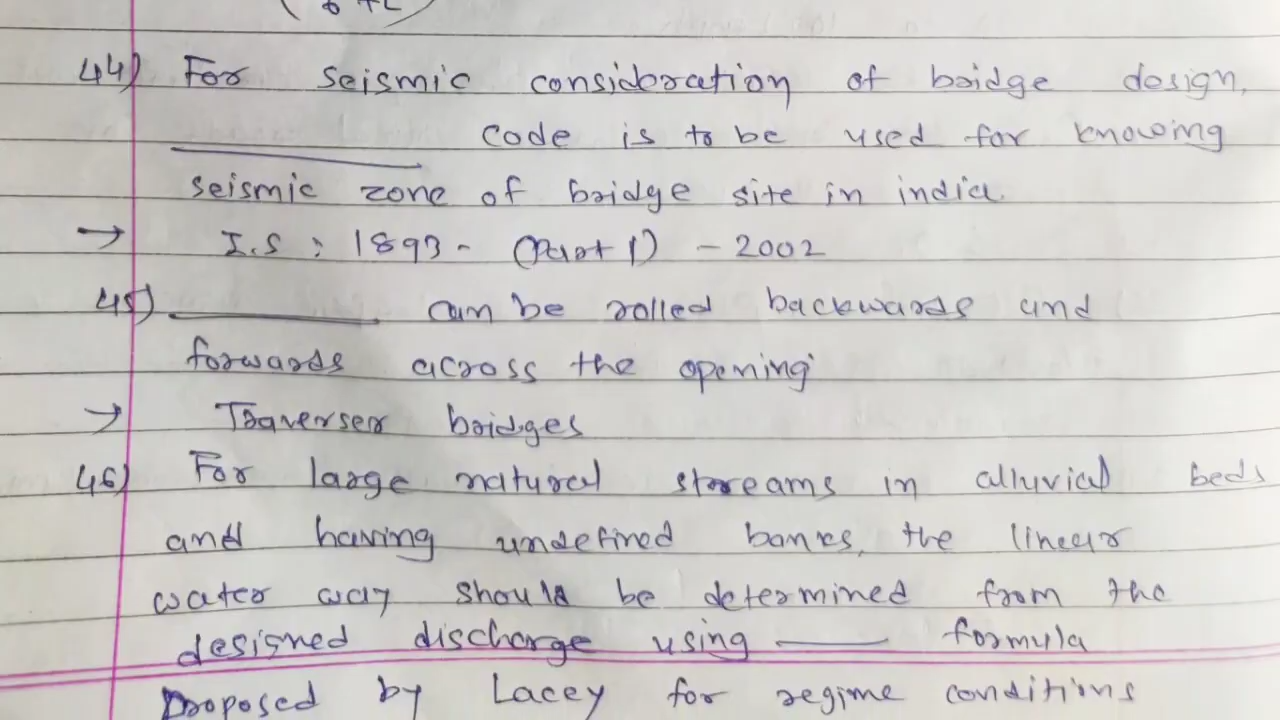 44) For seismic consideration of bridge design,
______ code is to be used for knowing
seismic zone of bridge site in india.
→ I.S : 1893 - (Part 1) - 2002
45) ______. can be rolled backwards and
forwards across the opening
→ Traverser bridges
46) For large natural streams in alluvial beds
and having undefined banks, the linear
water way should be determined from the
designed discharge using ____ formula
Proposed by Lacey for regime conditions